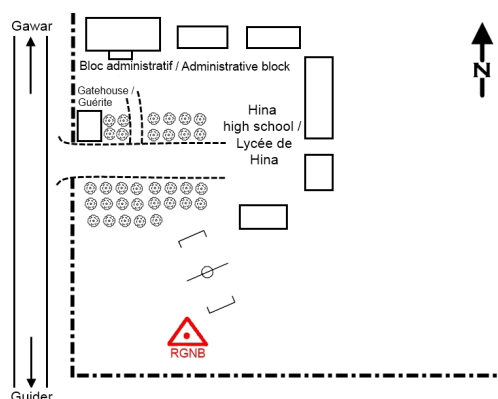 Gawar
N
Bloc administratif / Administrative block
Gatehouse /
Guérite
Hina
high school /
Lycée de
Hina
RGNB
Guider